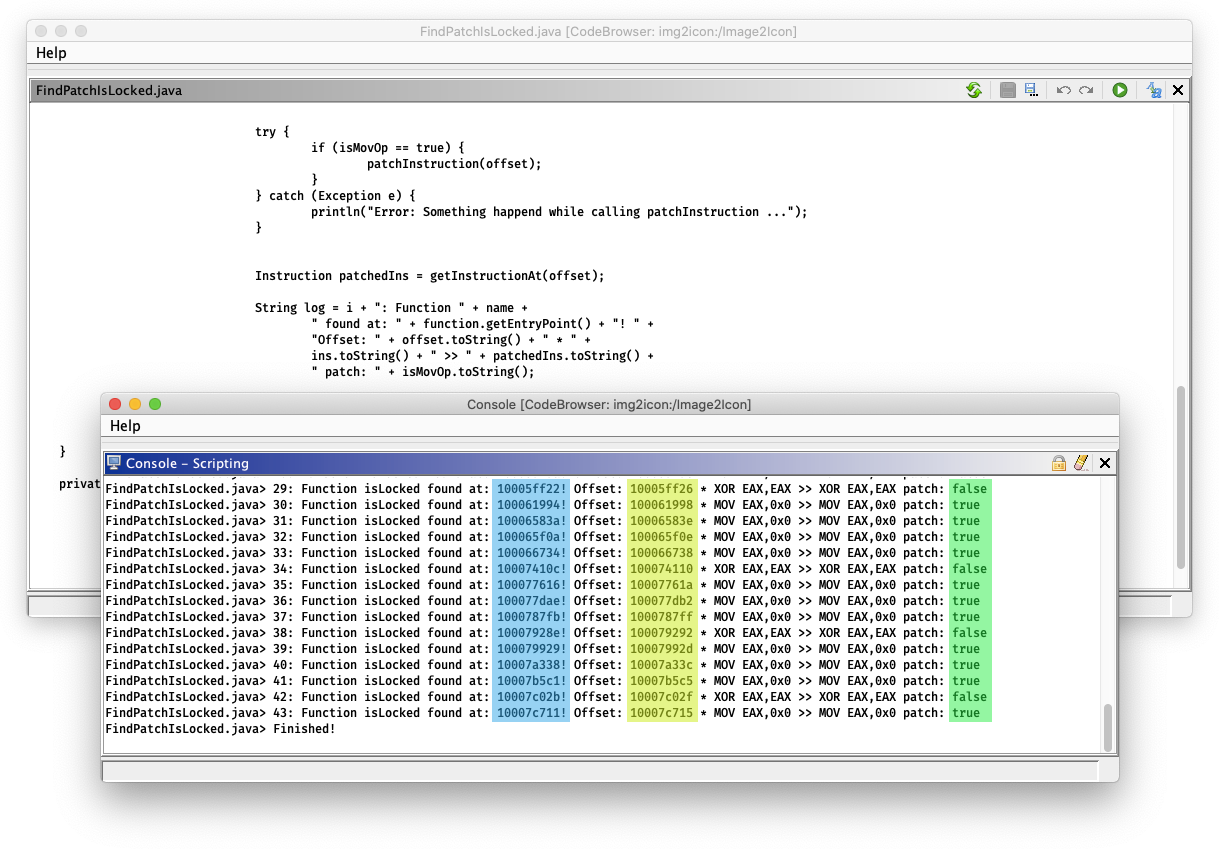 FindPatchIsLocked.java [CodeBrowser: img2icon:/Image2Icon]
Help
FindPatchIsLocked.java
try {
if (isMovOp == true) {
patchInstruction(offset);
}
} catch (Exception e) {
println("Error: Something happend while calling patchInstruction ...");
}
Instruction patchedIns = getInstructionAt(offset);
String log = i + ": Function " + name +
" found at: " + function.getEntryPoint() + "! " +
"Offset: " + offset.toString() + " * " +
ins.toString() + " >> " + patchedIns.toString() +
" patch: " + isMovOp.toString();
}
privat
Console [CodeBrowser: img2icon:/Image2Icon]
Help
Console – Scripting
FindPatchIsLocked.java> 29: Function isLocked found at: 10005ff22! Offset: 10005ff26 * XOR EAX,EAX >> XOR EAX,EAX patch: false
FindPatchIsLocked.java> 30: Function isLocked found at: 100061994! Offset: 100061998 * MOV EAX,0x0 >> MOV EAX,0x0 patch: true
FindPatchIsLocked.java> 31: Function isLocked found at: 10006583a! Offset: 10006583e * MOV EAX,0x0 >> MOV EAX,0x0 patch: true
FindPatchIsLocked.java> 32: Function isLocked found at: 100065f0a! Offset: 100065f0e * MOV EAX,0x0 >> MOV EAX,0x0 patch: true
FindPatchIsLocked.java> 33: Function isLocked found at: 100066734! Offset: 100066738 * MOV EAX,0x0 >> MOV EAX,0x0 patch: true
FindPatchIsLocked.java> 34: Function isLocked found at: 10007410c! Offset: 100074110 * XOR EAX,EAX >> XOR EAX,EAX patch: false
FindPatchIsLocked.java> 35: Function isLocked found at: 100077616! Offset: 10007761a * MOV EAX,0x0 >> MOV EAX,0x0 patch: true
FindPatchIsLocked.java> 36: Function isLocked found at: 100077dae! Offset: 100077db2 * MOV EAX,0x0 >> MOV EAX,0x0 patch: true
FindPatchIsLocked.java> 37: Function isLocked found at: 1000787fb! Offset: 1000787ff * MOV EAX,0x0 >> MOV EAX,0x0 patch: true
FindPatchIsLocked.java> 38: Function isLocked found at: 10007928e! Offset: 100079292 * XOR EAX,EAX >> XOR EAX,EAX patch: false
FindPatchIsLocked.java> 39: Function isLocked found at: 100079929! Offset: 10007992d * MOV EAX,0x0 >> MOV EAX,0x0 patch: true
FindPatchIsLocked.java> 40: Function isLocked found at: 10007a338! Offset: 10007a33c * MOV EAX,0x0 >> MOV EAX,0x0 patch: true
FindPatchIsLocked.java> 41: Function isLocked found at: 10007b5c1! Offset: 10007b5c5 * MOV EAX,0x0 >> MOV EAX,0x0 patch: true
FindPatchIsLocked.java> 42: Function isLocked found at: 10007c02b! Offset: 10007c02f * XOR EAX,EAX >> XOR EAX,EAX patch: false
FindPatchIsLocked.java> 43: Function isLocked found at: 10007c711! Offset: 10007c715 * MOV EAX,0x0 >> MOV EAX,0x0 patch: true
FindPatchIsLocked.java> Finished!